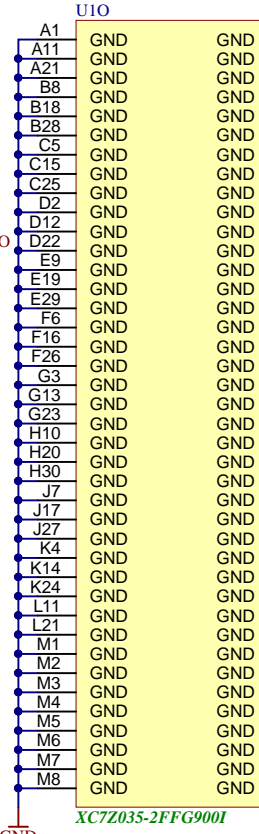 U1O
A1 GND GND
A11 GND GND
A21 GND GND
B8 GND GND
B18 GND GND
B28 GND GND
C5 GND GND
C15 GND GND
C25 GND GND
D2 GND GND
D12 GND GND
O D22 GND GND
E9 GND GND
E19 GND GND
E29 GND GND
F6 GND GND
F16 GND GND
F26 GND GND
G3 GND GND
G13 GND GND
G23 GND GND
H10 GND GND
H20 GND GND
H30 GND GND
J7 GND GND
J17 GND GND
J27 GND GND
K4 GND GND
K14 GND GND
K24 GND GND
L11 GND GND
L21 GND GND
M1 GND GND
M2 GND GND
M3 GND GND
M4 GND GND
M5 GND GND
M6 GND GND
M7 GND GND
M8 GND GND
XC7Z035-2FFG900I
GND